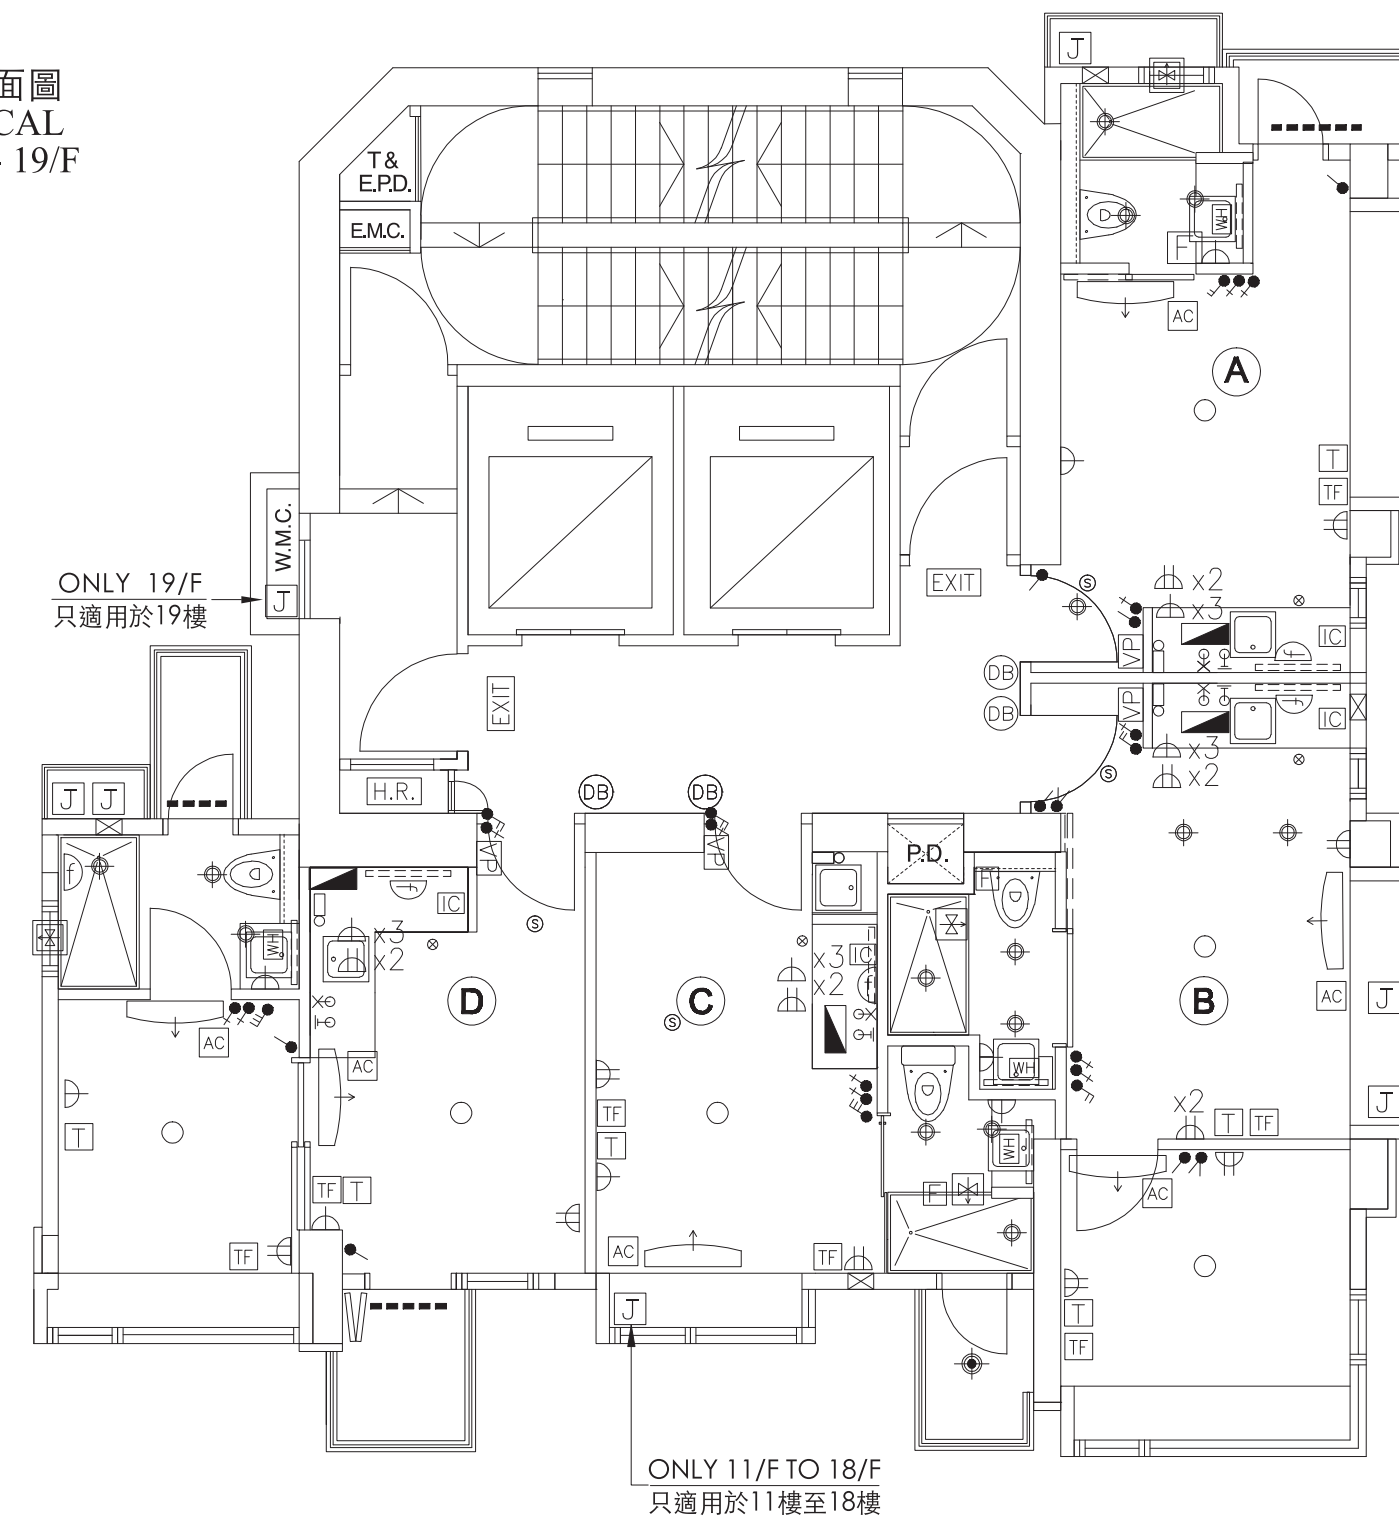 面圖
CAL
- 19/F
J
T &
E.P.D.
E.M.C.
D
WH
F
AC
A
T
TF
W.M.C.
J
ONLY 19/F
只適用於19樓
EXIT
S
x2
x3
VP
IC
f
DB
EXIT
DB
VP
f
IC
x3
x2
S
H.R.
DB
DB
J J
VP
VP
P.D.
f
D
f
IC
F
D
WH
x3
x2
S
x3
x2
IC
f
D
C
S
B
AC
J
AC
AC
WH
T
TF
T
D
J
x2
T TF
WH
F
TF T
AC
TF
AC
TF
T
TF
J
ONLY 11/F TO 18/F
只適用於11樓至18樓